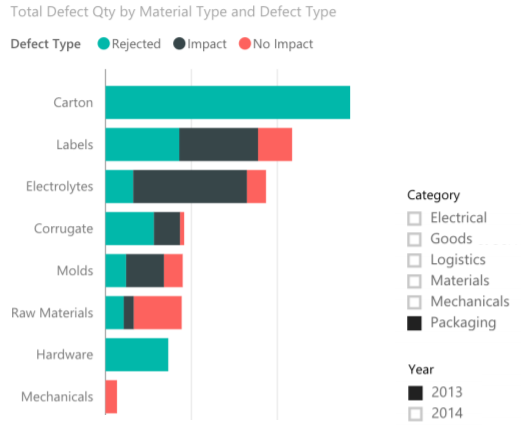 Total Defect Qty by Material Type and Defect Type
Defect Type Rejected Impact No Impact
Carton
Labels
Electrolytes
Corrugate
Molds
Raw Materials
Hardware
Mechanicals
Category
Electrical
Goods
Logistics
Materials
Mechanicals
Packaging
Year
2013
2014